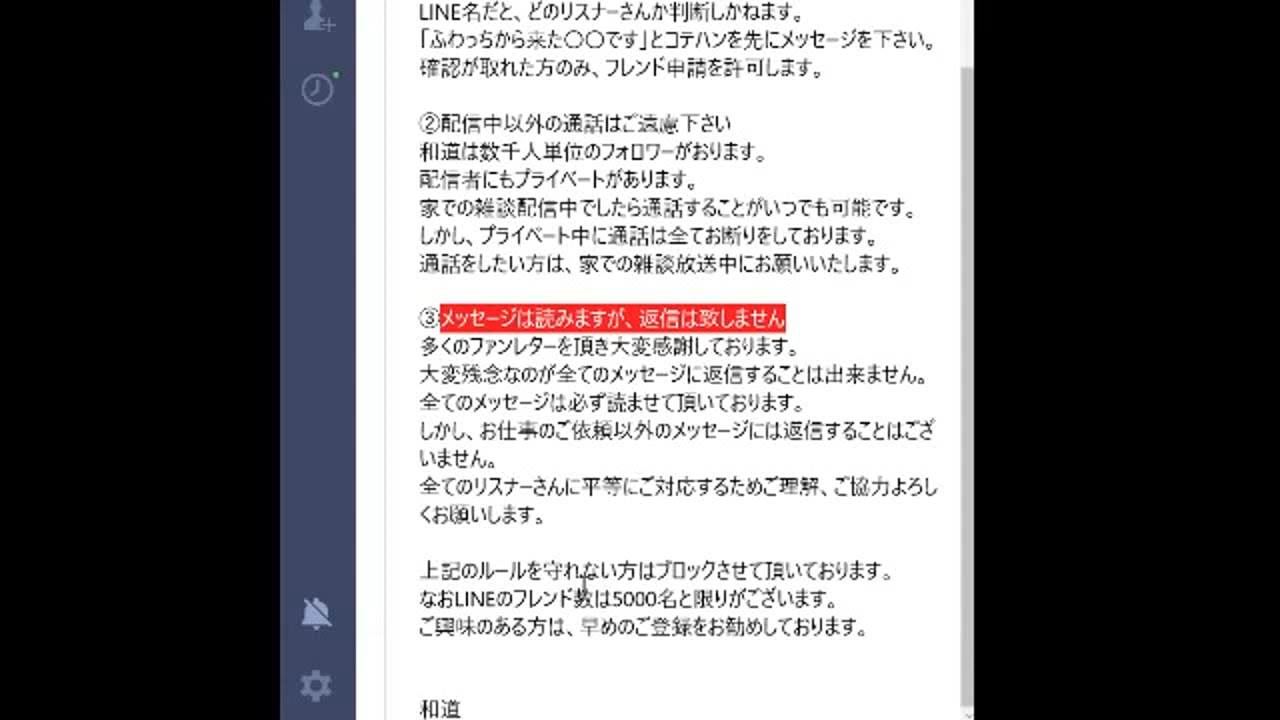 LINE名だと、どのリスナーさんか判断しかねます。
「ふわっちから来た〇〇です」とコテハンを先にメッセージを下さい。
確認が取れた方のみ、フレンド申請を許可します。
②配信中以外の通話はご遠慮下さい
和道は数千人単位のフォロワーがおります。
配信者にもプライベートがあります。
家での雑談配信中でしたら通話することがいつでも可能です。
しかし、プライベート中に通話は全てお断りをしております。
通話をしたい方は、家での雑談放送中にお願いいたします。
③メッセージは読みますが、返信は致しません
多くのファンレターを頂き大変感謝しております。
大変残念なのが全てのメッセージに返信することは出来ません。
全てのメッセージは必ず読ませて頂いております。
しかし、お仕事のご依頼以外のメッセージには返信することはござ
いません。
全てのリスナーさんに平等にご対応するためご理解、ご協力よろし
くお願いします。
上記のルールを守れない方はブロックさせて頂いております。
なおLINEのフレンド数は5000名と限りがございます。
ご興味のある方は、早めのご登録をお勧めしております。
和道